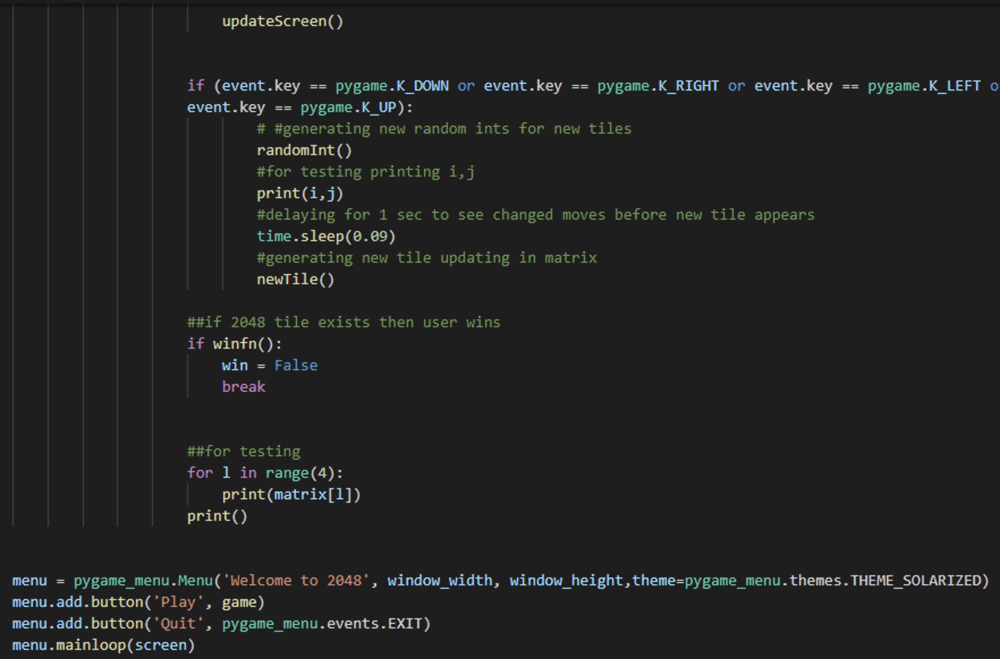 updateScreen()
if (event.key == pygame.K_DOWN or event.key == pygame.K_RIGHT or event.key == pygame.K_LEFT o
event.key == pygame.K_UP):
# #generating new random ints for new tiles
randomInt()
#for testing printing i,j
print(i,j)
#delaying for 1 sec to see changed moves before new tile appears
time.sleep(0.09)
#generating new tile updating in matrix
newTile()
##if 2048 tile exists then user wins
if winfn():
win = False
break
##for testing
for l in range(4):
print(matrix[l])
print()
menu = pygame_menu.Menu('Welcome to 2048', window_width, window_height,theme=pygame_menu.themes.THEME_SOLARIZED)
menu.add.button('Play', game)
menu.add.button('Quit', pygame_menu.events.EXIT)
menu.mainloop(screen)